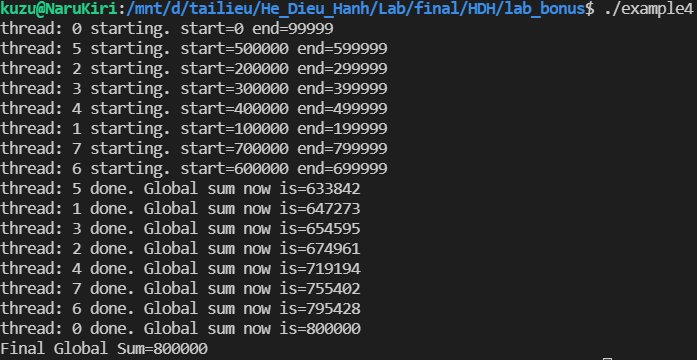 kuzu@NaruKiri:/mnt/d/tailieu/He_Dieu_Hanh/Lab/final/HDH/lab_bonus$ ./example4
thread: 0 starting. start=0 end=99999
thread: 5 starting. start=500000 end=599999
thread: 2 starting. start=200000 end=299999
thread: 3 starting. start=300000 end=399999
thread: 4 starting. start=400000 end=499999
thread: 1 starting. start=100000 end=199999
thread: 7 starting. start=700000 end=799999
thread: 6 starting. start=600000 end=699999
thread: 5 done. Global sum now is=633842
thread: 1 done. Global sum now is=647273
thread: 3 done. Global sum now is=654595
thread: 2 done. Global sum now is=674961
thread: 4 done. Global sum now is=719194
thread: 7 done. Global sum now is=755402
thread: 6 done. Global sum now is=795428
thread: 0 done. Global sum now is=800000
Final Global Sum=800000